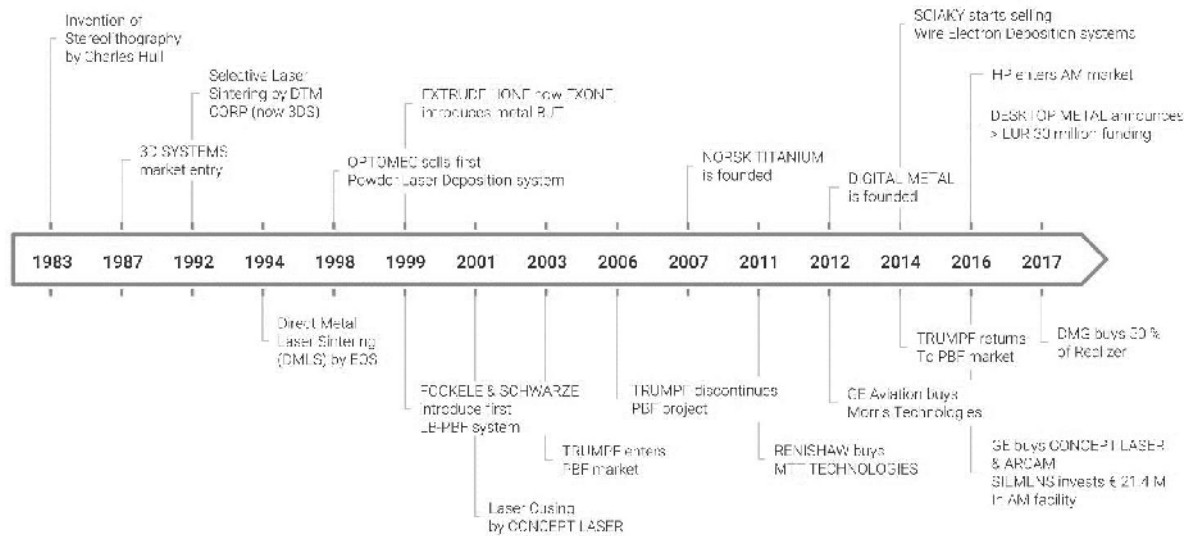 Invention of
Stereolithography
by Charles Hull
3D SYSTEMS
market entry
Selective Laser
Sintering by DTM
CORP (now 3DS)
OPTOMEC sells first
Powder Laser Deposition system
EXTRUDE HONE now EXONE
introduces metal BJT
NORSK TITANIUM
is founded
DIGITAL METAL
is founded
SCIAKY starts selling
Wire Electron Deposition systems
HP enters AM market
DESKTOP METAL announces
> EUR 30 million funding
1983 1987 1992 1994 1998 1999 2001 2003 2006 2007 2011 2012 2014 2016 2017
Direct Metal
Laser Sintering
(DMLS) by EOS
FOCKELE & SCHWARZE
introduce first
LB-PBF system
Laser Cusing
by CONCEPT LASER
TRUMPF enters
PBF market
TRUMPF discontinues
PBF project
RENISHAW buys
MTT TECHNOLOGIES
GE Aviation buys
Morris Technologies
TRUMPF returns
To PBF market
GE buys CONCEPT LASER
& ARCAM
SIEMENS invests € 21.4 M
in AM facility
DMG buys 50 %
of Realizer